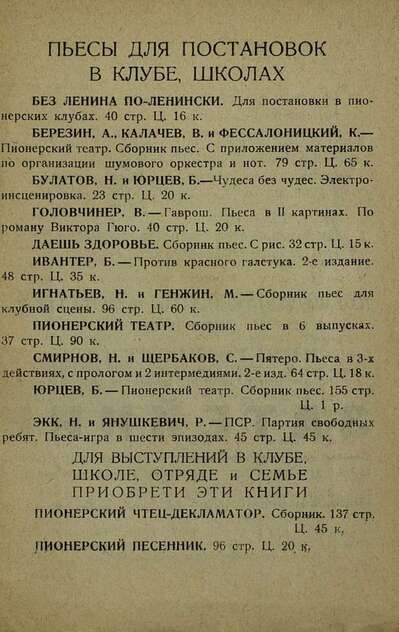 ПЬЕСЫ ДЛЯ ПОСТАНОВОК
В КЛУБЕ, ШКОЛАХ
БЕЗ ЛЕНИНА ПО-ЛЕНИНСКИ. Для постановки в пио-
нерских клубах. 40 стр. Ц. 16 к.
БЕРЕЗИН, А., КАЛАЧЕВ, В. и ФЕССАЛОНИЦКИЙ, К.—
Пионерский театр. Сборник пьес. С приложением материалов
по организации шумового оркестра и нот. 79 стр. Ц. 65 к.
БУЛАТОВ, Н. и ЮРЦЕВ, Б.—Чудеса без чудес. Электро-
инсценировка. 23 стр. Ц. 20 к.
ГОЛОВЧИНЕР, В.—Гаврош. Пьеса в II картинах. По
роману Виктора Гюго. 40 стр. Ц. 20 к.
ДАЕШЬ ЗДОРОВЬЕ. Сборник пьес. С рис. 32 стр. Ц. 15 к.
ИВАНТЕР, Б.—Против красного галстука. 2-е издание.
48 стр. Ц. 35 к.
ИГНАТЬЕВ, Н. и ГЕНЖИН, М.—Сборник пьес для
клубной сцены. 96 стр. Ц. 60 к.
ПИОНЕРСКИЙ ТЕАТР. Сборник пьес в 6 выпусках.
37 стр. Ц. 90 к.
СМИРНОВ, Н. и ЩЕРБАКОВ, С.—Пятеро. Пьеса в 3-х
действиях, с прологом и 2 интермедиями. 2-е изд. 64 стр. Ц. 18 к.
ЮРЦЕВ, Б.—Пионерский театр. Сборник пьес. 155 стр.
Ц. 1 р.
ЭКК, Н. и ЯНУШКЕВИЧ, Р.—ПСР. Партия свободных
ребят. Пьеса-игра в шести эпизодах. 45 стр. Ц. 45 к.
ДЛЯ ВЫСТУПЛЕНИЙ В КЛУБЕ,
ШКОЛЕ, ОТРЯДЕ и СЕМЬЕ
ПРИОБРЕТИ ЭТИ КНИГИ
ПИОНЕРСКИЙ ЧТЕЦ-ДЕКЛАМАТОР. Сборник. 137 стр.
Ц. 45 к.
ПИОНЕРСКИЙ ПЕСЕННИК. 96 стр. Ц. 20 к.